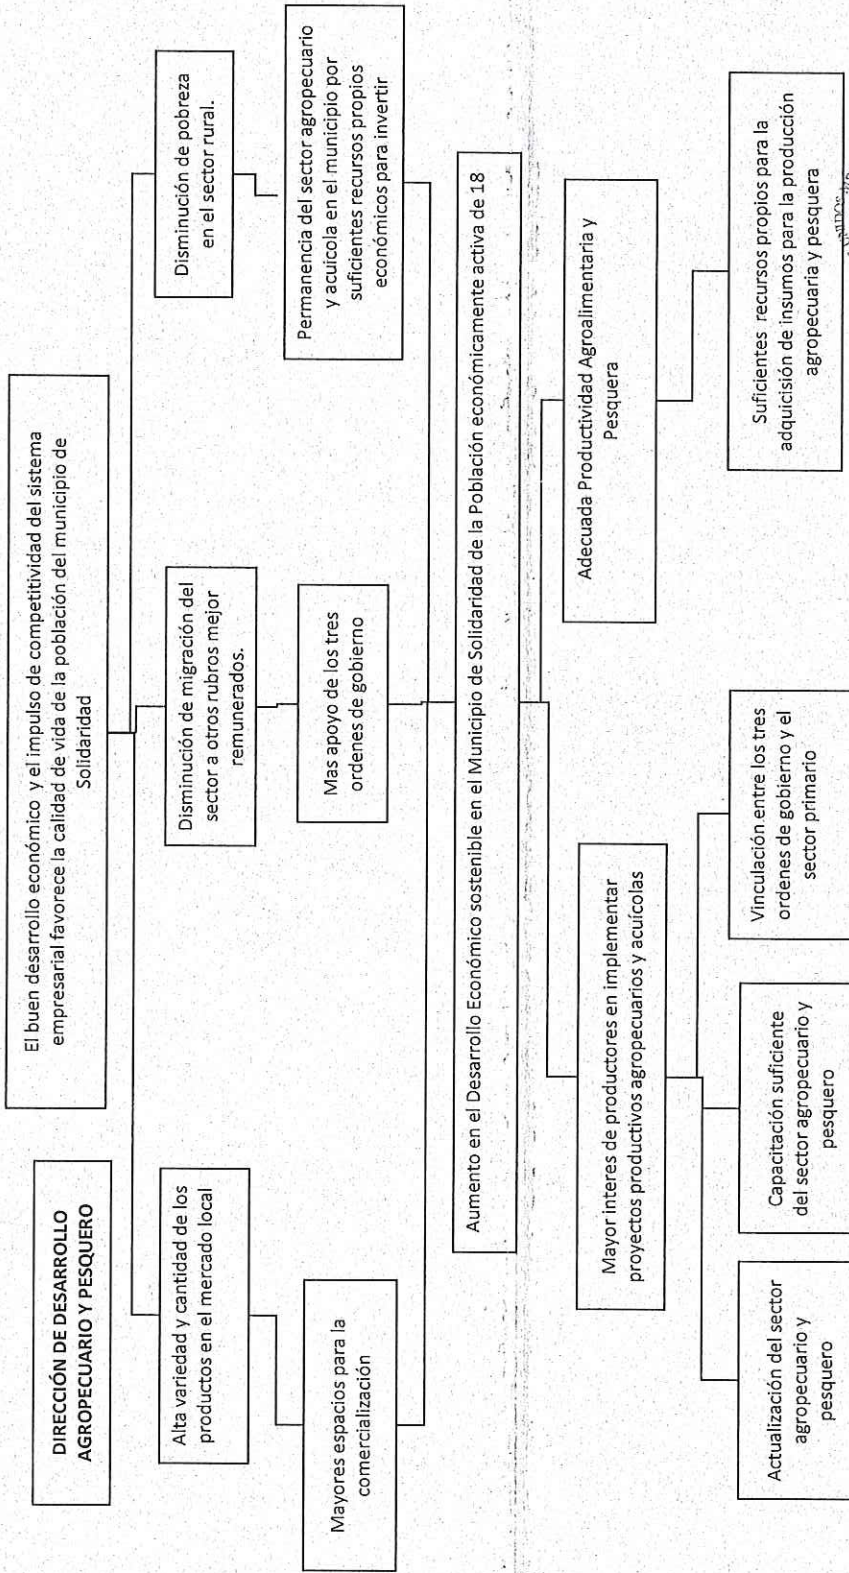 DIRECCIÓN DE DESARROLLO
AGROPECUARIO Y PESQUERO
El buen desarrollo económico y el impulso de competitividad del sistema
empresarial favorece la calidad de vida de la población del municipio de
Solidaridad
Alta variedad y cantidad de los
productos en el mercado local
Disminución de migración del
sector a otros rubros mejor
remunerados.
Disminución de pobreza
en el sector rural.
Mayores espacios para la
comercialización
Mas apoyo de los tres
ordenes de gobierno
Permanencia del sector agropecuario
y acuícola en el municipio por
suficientes recursos propios
económicos para invertir
Aumento en el Desarrollo Económico sostenible en el Municipio de Solidaridad de la Población económicamente activa de 18
Mayor interes de productores en implementar
proyectos productivos agropecuarios y acuícolas
Adecuada Productividad Agroalimentaria y
Pesquera
Actualización del sector
agropecuario y
pesquero
Capacitación suficiente
del sector agropecuario y
pesquero
Vinculación entre los tres
ordenes de gobierno y el
sector primario
Suficientes recursos propios para la
adquicisión de insumos para la producción
agropecuaria y pesquera